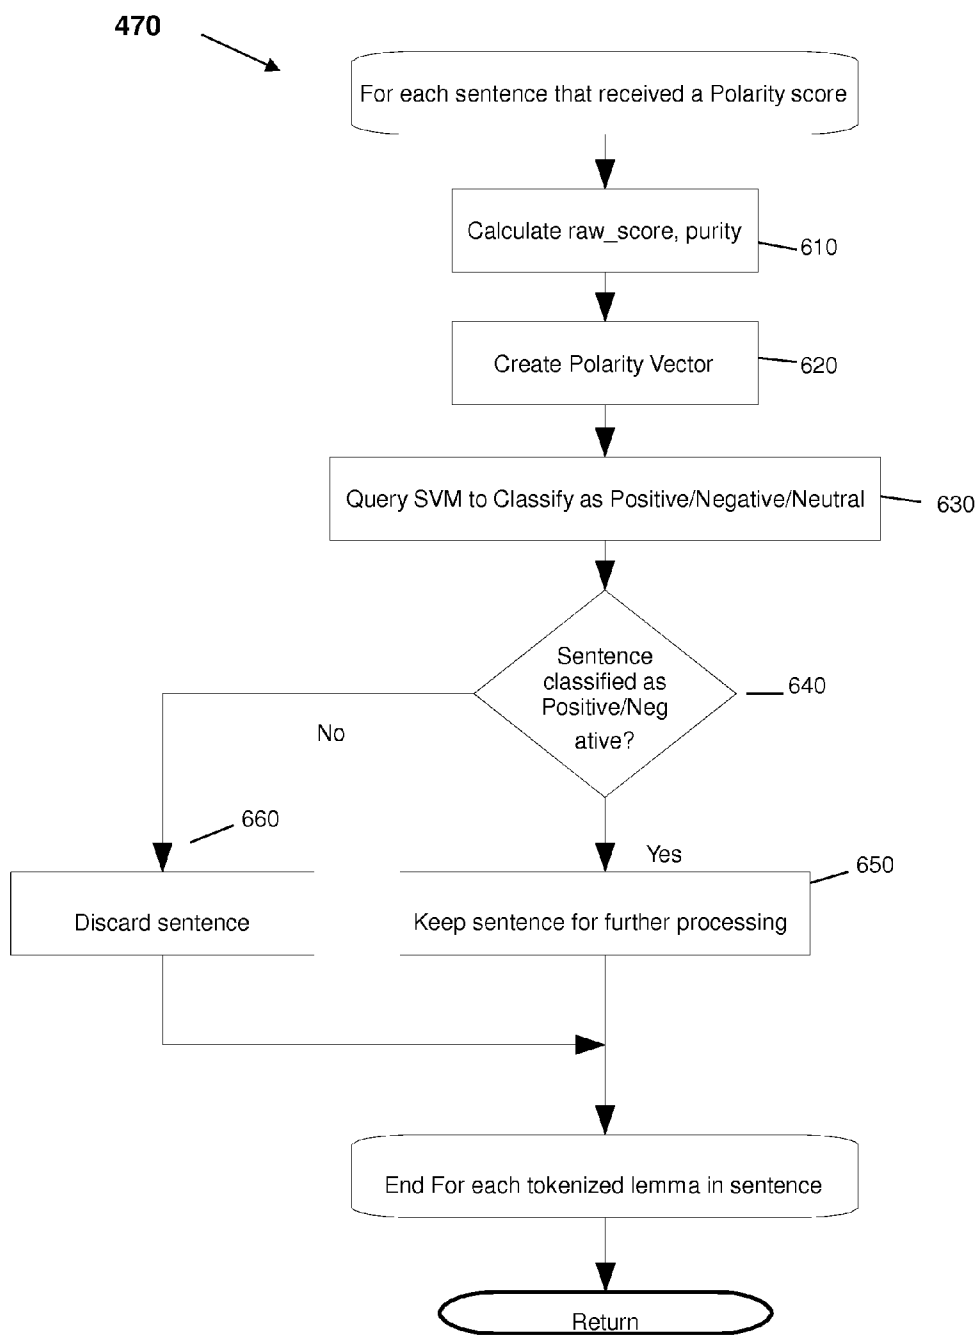 470
For each sentence that received a Polarity score
Calculate raw_score, purity
610
Create Polarity Vector
620
Query SVM to Classify as Positive/Negative/Neutral
630
Sentence
classified as
Positive/Neg
ative?
640
No
660
Yes
650
Discard sentence
Keep sentence for further processing
End For each tokenized lemma in sentence
Return